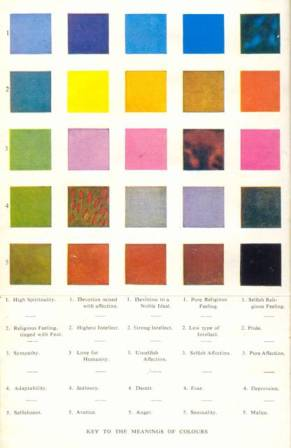 1
2
3
4
5
1. High Spirituality. 1. Devotion mixed with affection. 1. Devotion to a Noble Ideal. 1. Pure Religious Feeling. 1. Selfish Religious Feeling.
2. Religious Feeling, tinged with Fear. 2. Highest Intellect. 2. Strong Intellect. 2. Low type of Intellect. 2. Pride.
3. Sympathy. 3. Love for Humanity. 3. Unselfish Affection. 3. Selfish Affection. 3. Pure Affection.
4. Adaptability. 4. Jealousy. 4. Deceit. 4. Fear. 4. Depression.
5. Selfishness. 5. Avarice. 5. Anger. 5. Sensuality. 5. Malice.
KEY TO THE MEANINGS OF COLOURS